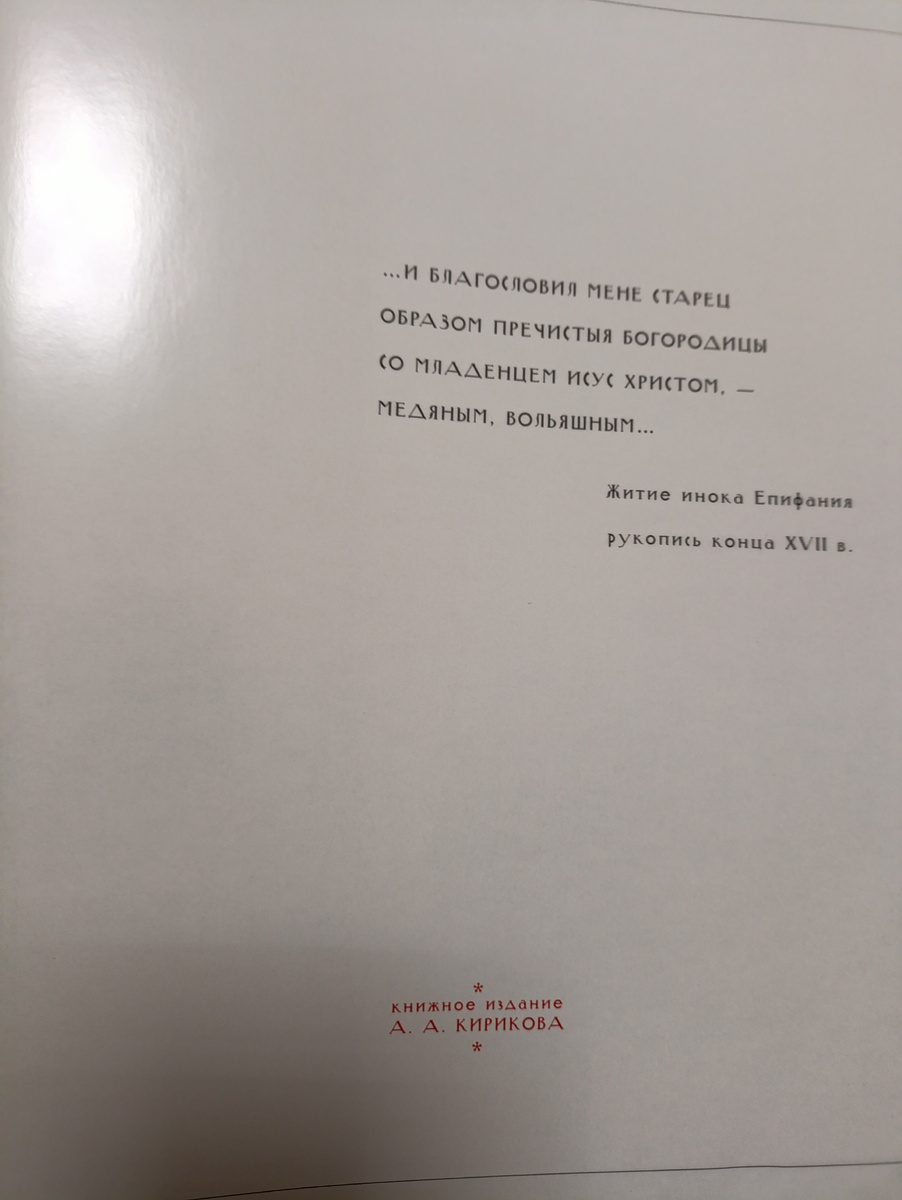 ...И БЛАГОСЛОВИЛ МЕНЕ СТАРЕЦ
ОБРАЗОМ ПРЕЧИСТЫЯ БОГОРОДИЦЫ
СО МЛАДЕНЦЕМ ИСУС ХРИСТОМ, —
МЕДЯНЫМ, ВОЛЬЯШНЫМ...
Житие инока Епифания
рукопись конца XVII в.
*
книжное издание
А. А. КИРИКОВА
*